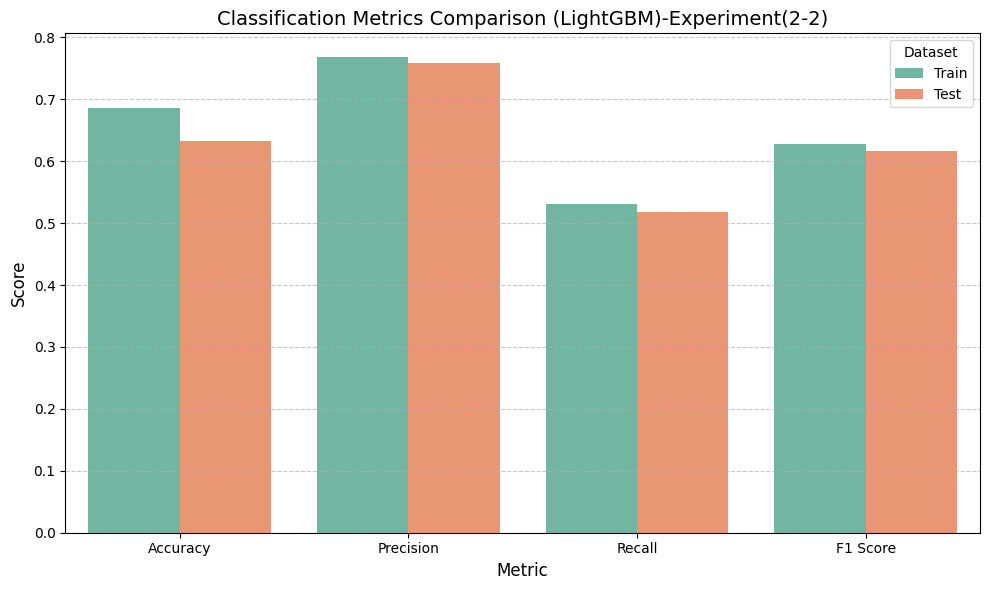 Classification Metrics Comparison (LightGBM)-Experiment(2-2)
Dataset
Train
Test
Score
0.8
0.7
0.6
0.5
0.4
0.3
0.2
0.1
0.0
Accuracy
Precision
Recall
F1 Score
Metric